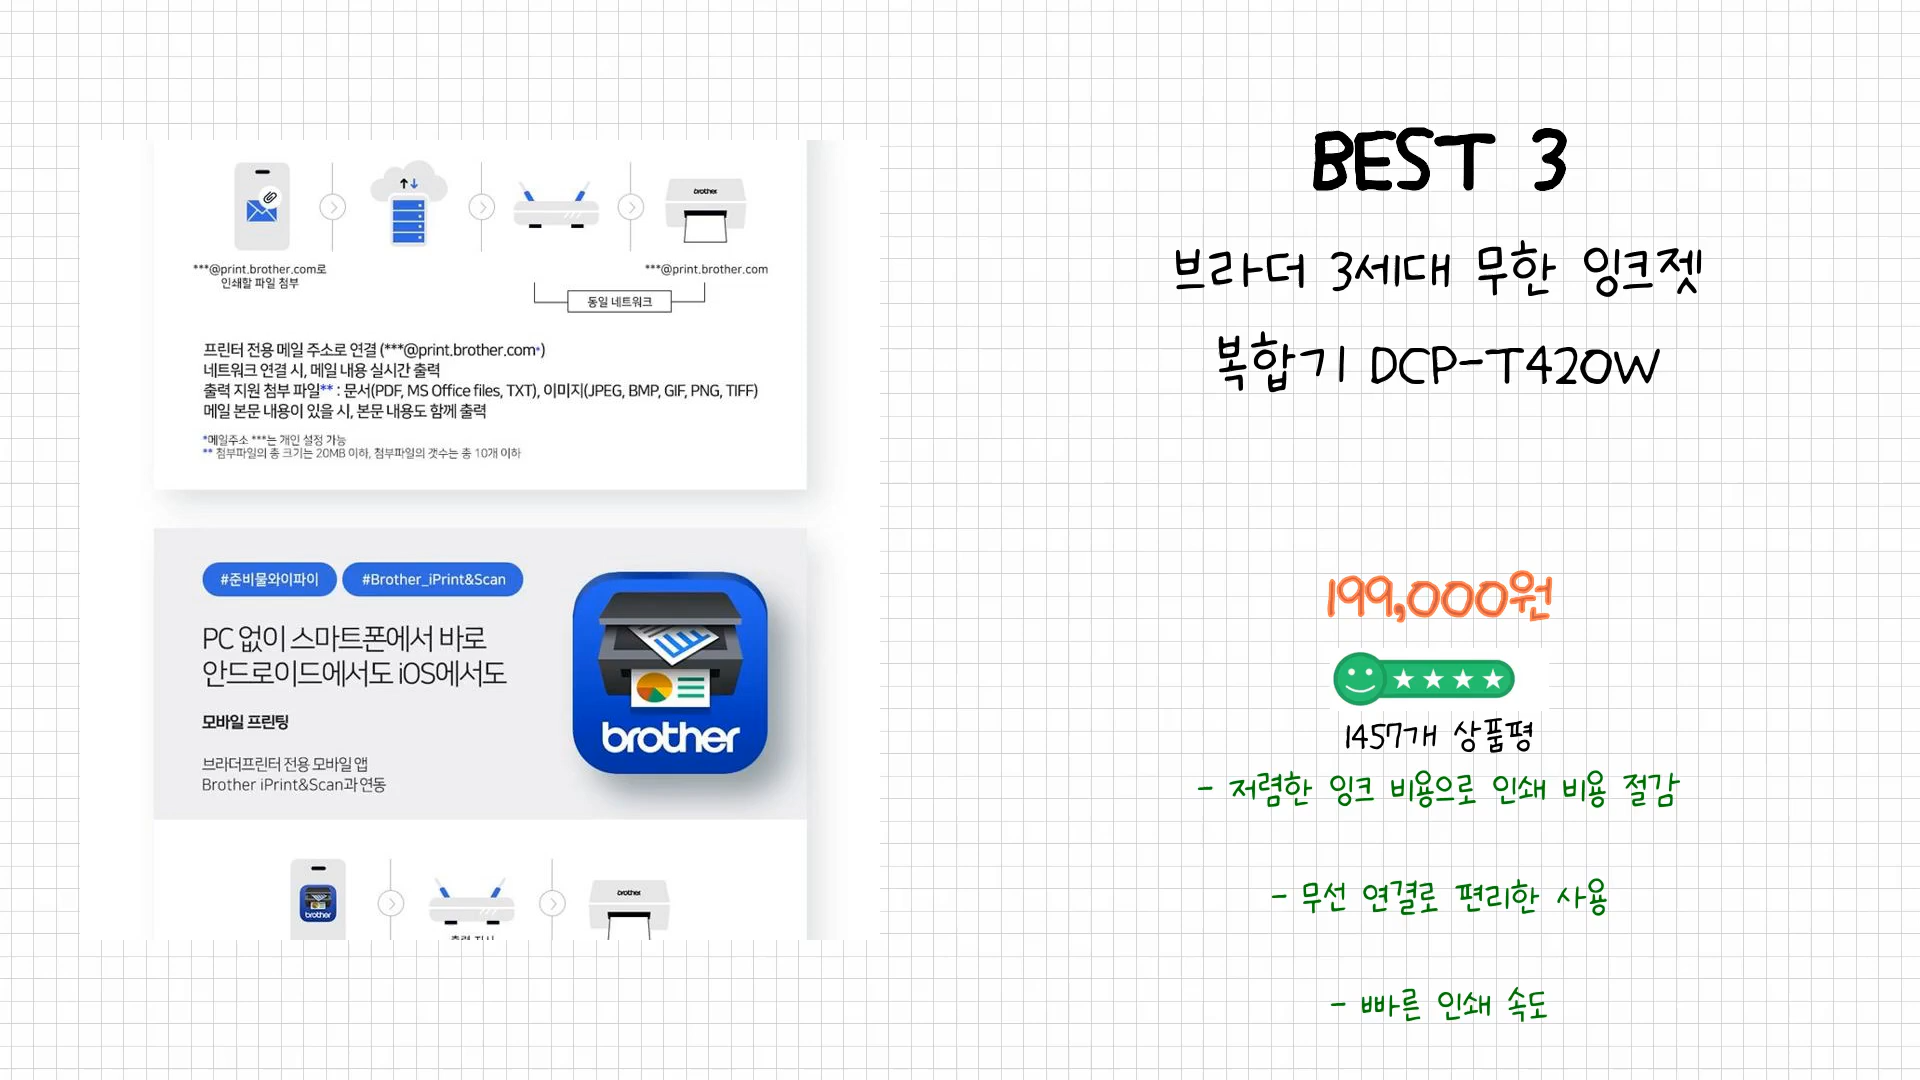 brother
***@print.brother.com로
인쇄할 파일 첨부
***@print.brother.com
동일 네트워크
프린터 전용 메일 주소로 연결 (***@print.brother.com*)
네트워크 연결 시, 메일 내용 실시간 출력
출력 지원 첨부 파일** : 문서(PDF, MS Office files, TXT), 이미지(JPEG, BMP, GIF, PNG, TIFF)
메일 본문 내용이 있을 시, 본문 내용도 함께 출력
*메일주소 ***는 개인 설정 가능
** 첨부파일의 총 크기는 20MB 이하, 첨부파일의 갯수는 총 10개 이하
#준비물와이파이 #Brother_iPrint&Scan
PC 없이 스마트폰에서 바로
안드로이드에서도 iOS에서도
모바일 프린팅
브라더프린터 전용 모바일 앱
Brother iPrint&Scan과 연동
brother
brother
brother
BEST 3
브라더 3세대 무한 잉크젯
복합기 DCP-T420W
199,000원
1457개 상품평
- 저렴한 잉크 비용으로 인쇄 비용 절감
- 무선 연결로 편리한 사용
- 빠른 인쇄 속도